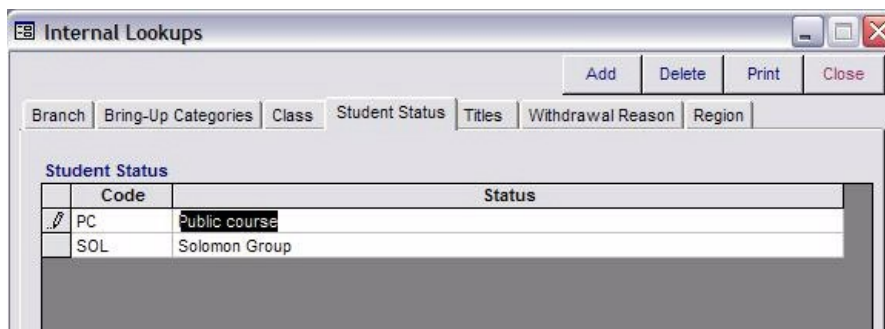 Internal Lookups
Add Delete Print Close
Branch Bring-Up Categories Class Student Status Titles Withdrawal Reason Region
Student Status
Code Status
PC Public course
SOL Solomon Group